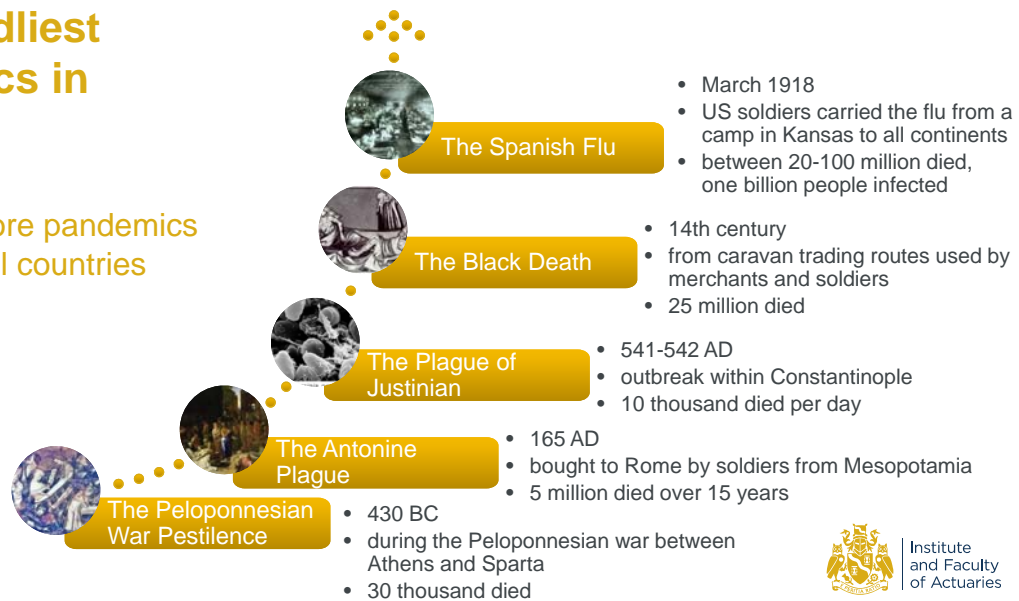 dliest
cs in
ore pandemics
l countries
The Spanish Flu
• March 1918
• US soldiers carried the flu from a
camp in Kansas to all continents
• between 20-100 million died,
one billion people infected
The Black Death
• 14th century
• from caravan trading routes used by
merchants and soldiers
• 25 million died
The Plague of
Justinian
• 541-542 AD
• outbreak within Constantinople
• 10 thousand died per day
The Antonine
Plague
• 165 AD
• bought to Rome by soldiers from Mesopotamia
• 5 million died over 15 years
The Peloponnesian
War Pestilence
• 430 BC
• during the Peloponnesian war between
Athens and Sparta
• 30 thousand died
Institute
and Faculty
of Actuaries